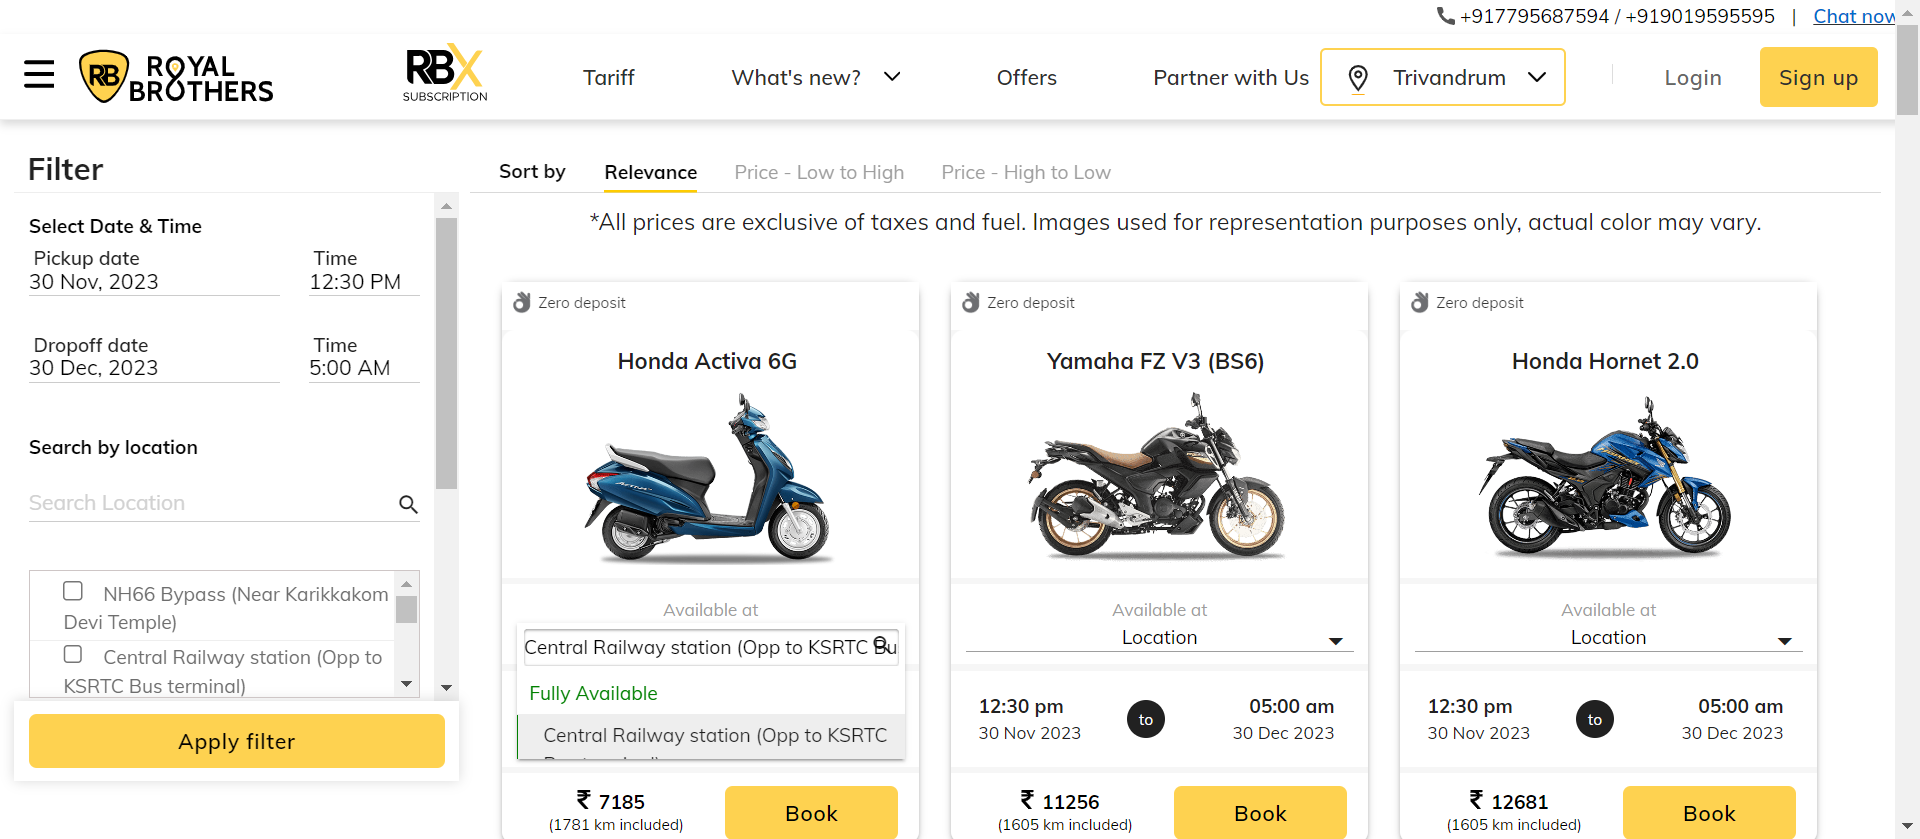 +917795687594 / +919019595595 | Chat now
RB ROYAL BROTHERS
RBX SUBSCRIPTION
Tariff
What's new?
Offers
Partner with Us
Trivandrum
Login
Sign up
Filter
Select Date & Time
Pickup date
Time
30 Nov, 2023
12:30 PM
Dropoff date
Time
30 Dec, 2023
5:00 AM
Search by location
Search Location
NH66 Bypass (Near Karikkakom
Devi Temple)
Central Railway station (Opp to
KSRTC Bus terminal)
Apply filter
Sort by
Relevance
Price - Low to High
Price - High to Low
*All prices are exclusive of taxes and fuel. Images used for representation purposes only, actual color may vary.
Zero deposit
Honda Activa 6G
Available at
Central Railway station (Opp to KSRTC Bu
Fully Available
Central Railway station (Opp to KSRTC
₹ 7185
(1781 km included)
Book
Zero deposit
Yamaha FZ V3 (BS6)
Available at
Location
12:30 pm
30 Nov 2023
to
05:00 am
30 Dec 2023
₹ 11256
(1605 km included)
Book
Zero deposit
Honda Hornet 2.0
Available at
Location
12:30 pm
30 Nov 2023
to
05:00 am
30 Dec 2023
₹ 12681
(1605 km included)
Book